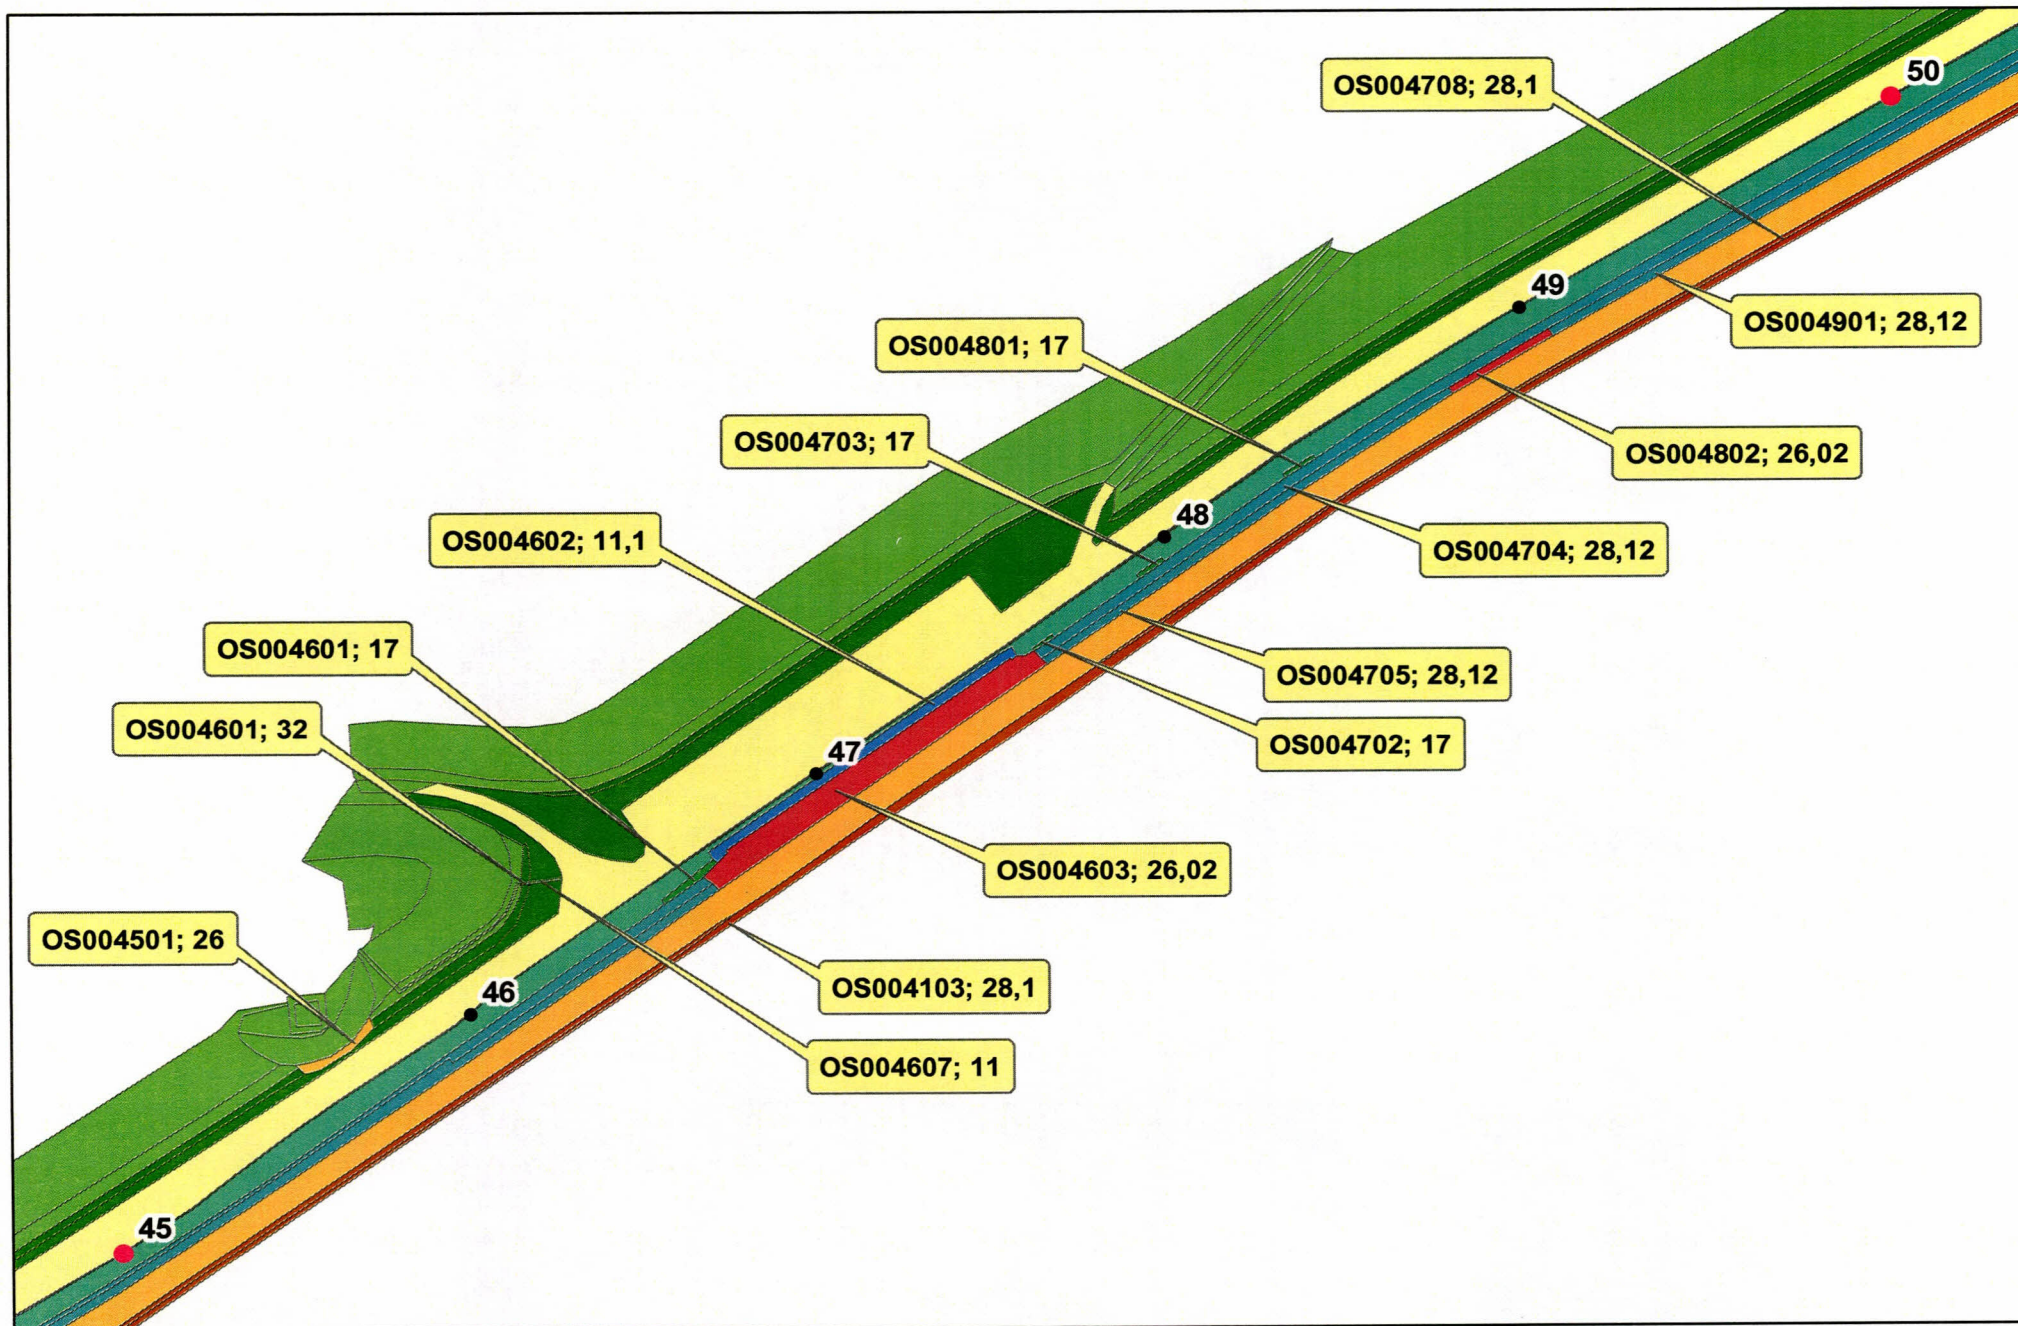 50
OS004708; 28,1
49
OS004901; 28,12
OS004801; 17
OS004703; 17
OS004802; 26,02
48
OS004602; 11,1
OS004704; 28,12
OS004601; 17
OS004705; 28,12
OS004601; 32
OS004702; 17
47
OS004603; 26,02
OS004501; 26
46
OS004103; 28,1
OS004607; 11
45